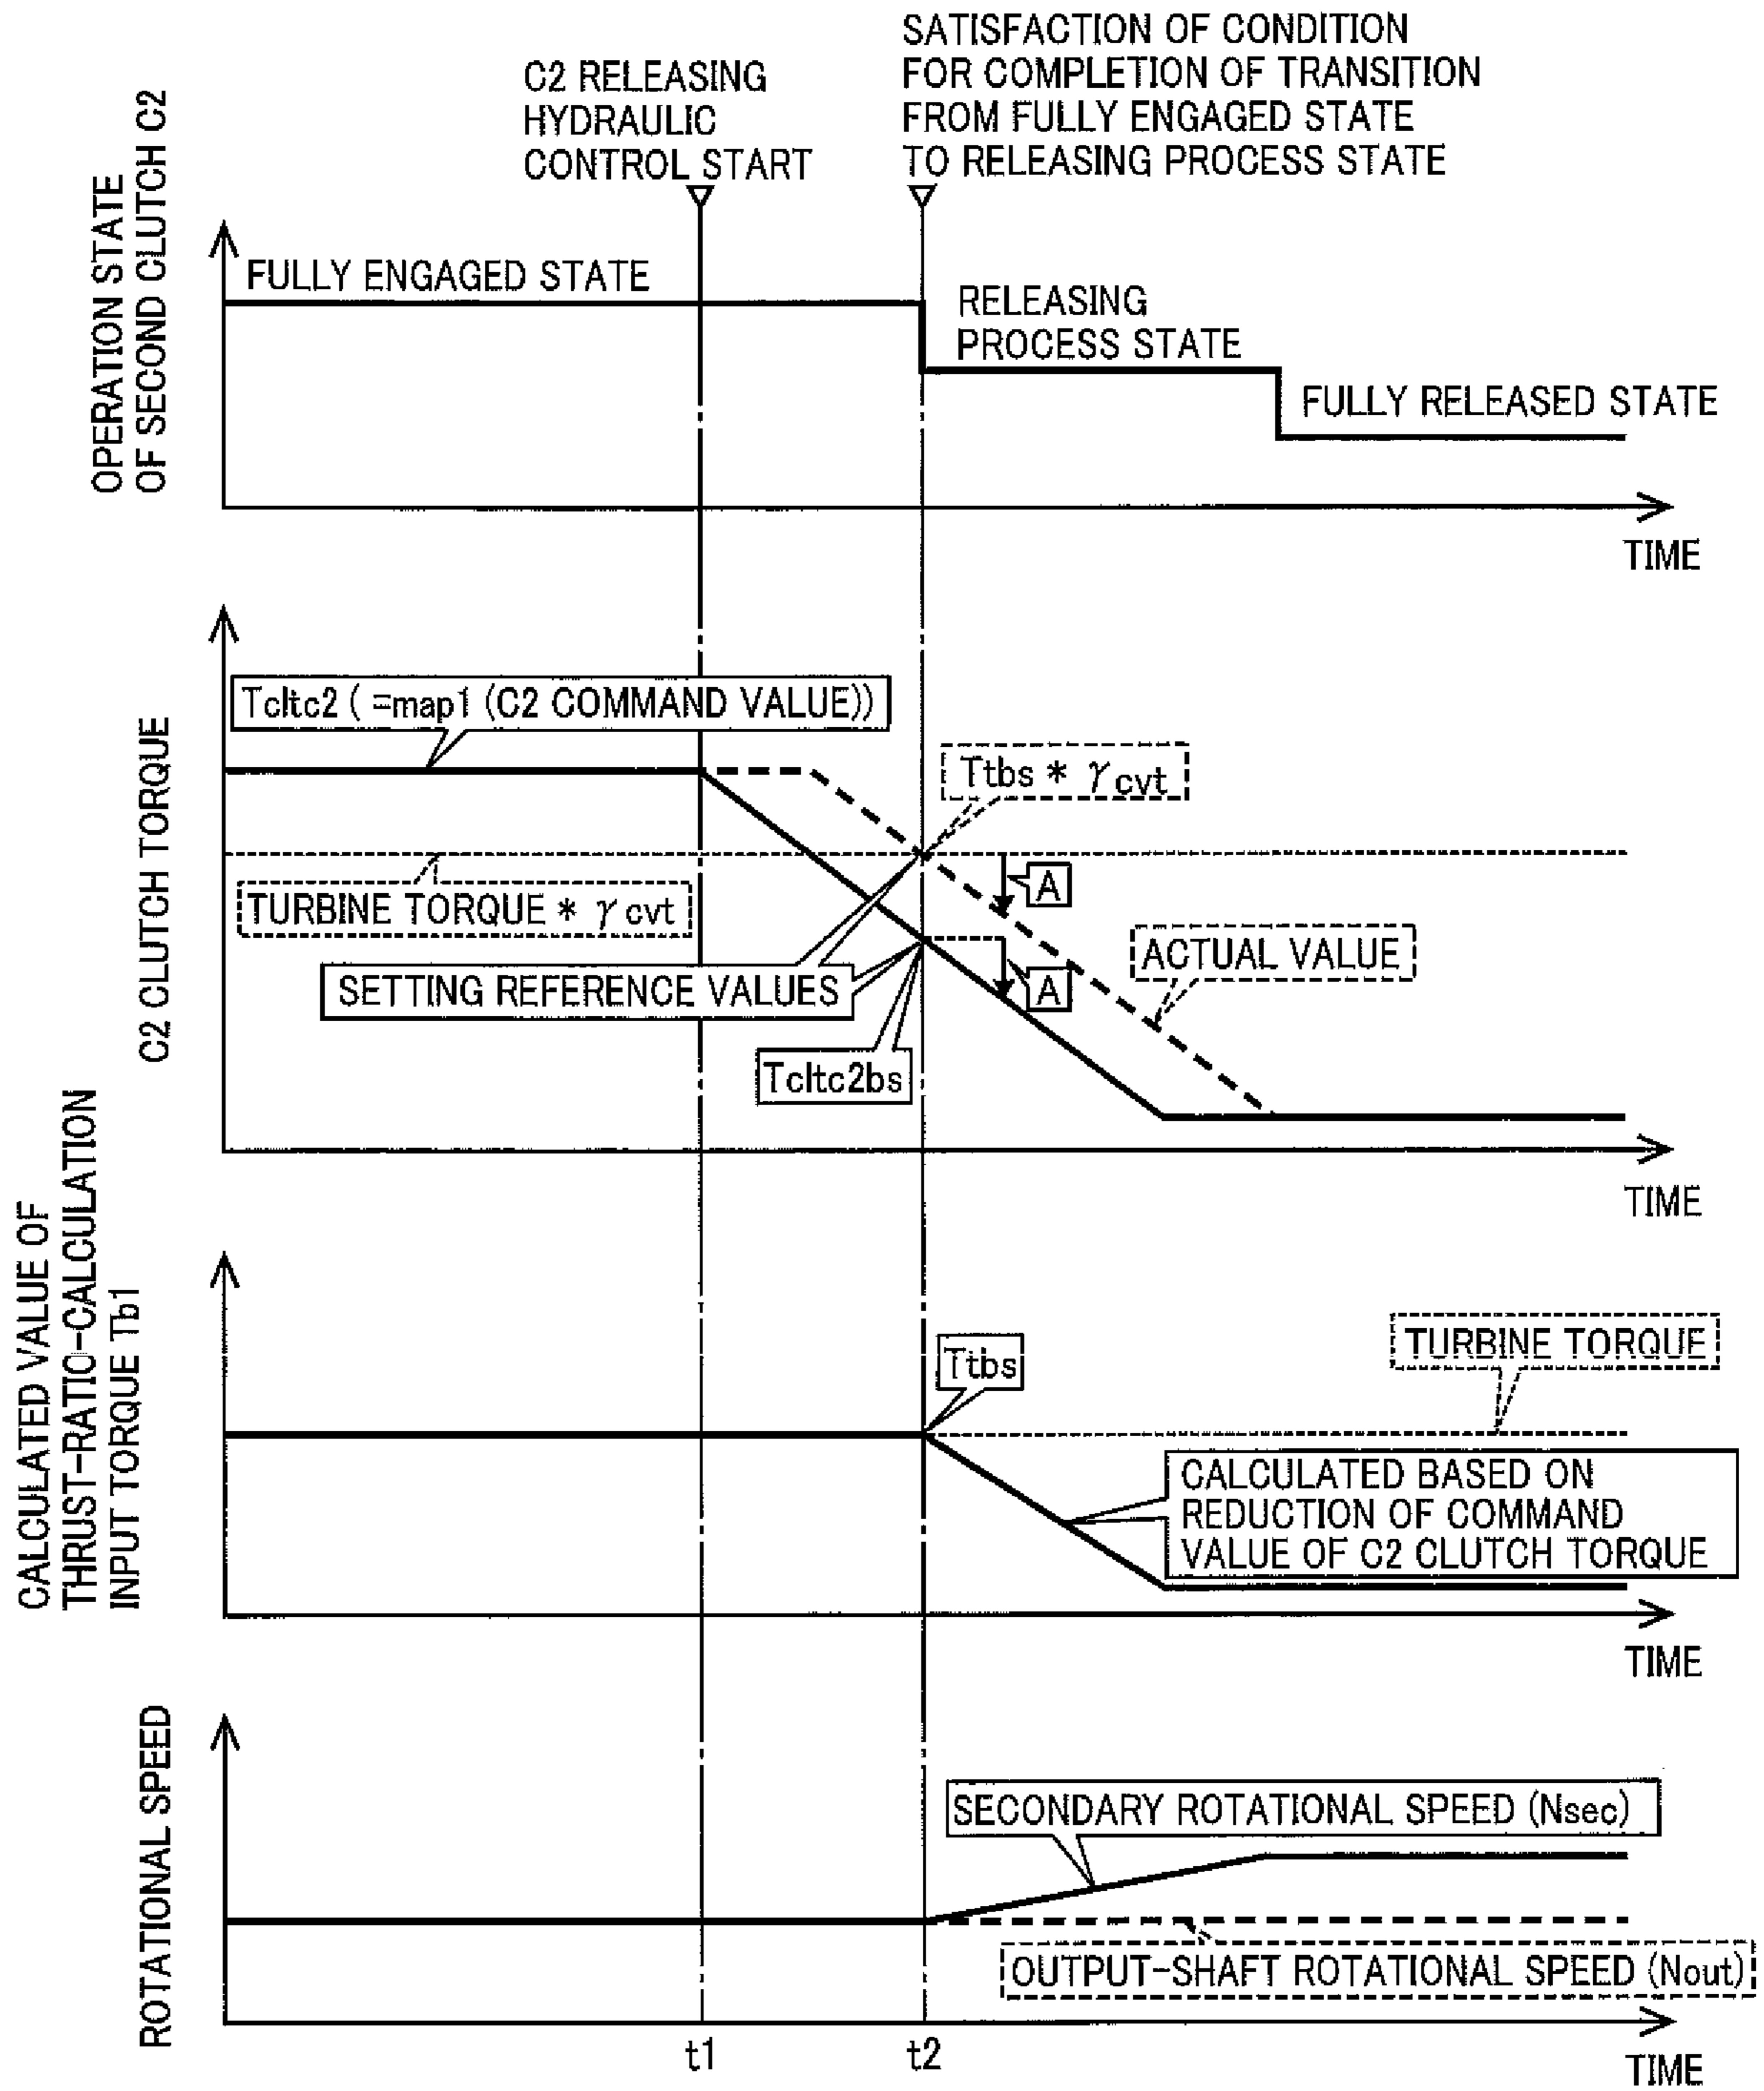 C2 RELEASING
HYDRAULIC
CONTROL START
SATISFACTION OF CONDITION
FOR COMPLETION OF TRANSITION
FROM FULLY ENGAGED STATE
TO RELEASING PROCESS STATE
OPERATION STATE
OF SECOND CLUTCH C2
FULLY ENGAGED STATE
RELEASING
PROCESS STATE
FULLY RELEASED STATE
TIME
C2 CLUTCH TORQUE
Tcltc2 ( =map1 (C2 COMMAND VALUE))
Ttbs * γcvt
TURBINE TORQUE * γcvt
A
ACTUAL VALUE
SETTING REFERENCE VALUES
A
Tcltc2bs
TIME
CALCULATED VALUE OF
THRUST-RATIO-CALCULATION
INPUT TORQUE Tb1
Ttbs
TURBINE TORQUE
CALCULATED BASED ON
REDUCTION OF COMMAND
VALUE OF C2 CLUTCH TORQUE
TIME
ROTATIONAL SPEED
SECONDARY ROTATIONAL SPEED (Nsec)
OUTPUT-SHAFT ROTATIONAL SPEED (Nout)
t1
t2
TIME